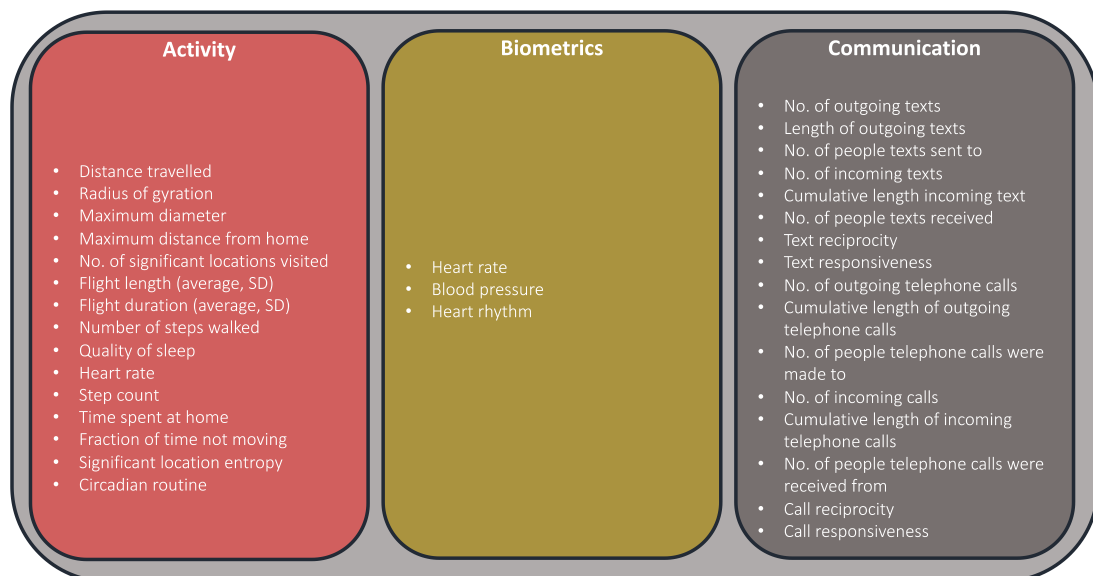 Activity
• Distance travelled
• Radius of gyration
• Maximum diameter
• Maximum distance from home
• No. of significant locations visited
• Flight length (average, SD)
• Flight duration (average, SD)
• Number of steps walked
• Quality of sleep
• Heart rate
• Step count
• Time spent at home
• Fraction of time not moving
• Significant location entropy
• Circadian routine
Biometrics
• Heart rate
• Blood pressure
• Heart rhythm
Communication
• No. of outgoing texts
• Length of outgoing texts
• No. of people texts sent to
• No. of incoming texts
• Cumulative length incoming text
• No. of people texts received
• Text reciprocity
• Text responsiveness
• No. of outgoing telephone calls
• Cumulative length of outgoing
telephone calls
• No. of people telephone calls were
made to
• No. of incoming calls
• Cumulative length of incoming
telephone calls
• No. of people telephone calls were
received from
• Call reciprocity
• Call responsiveness